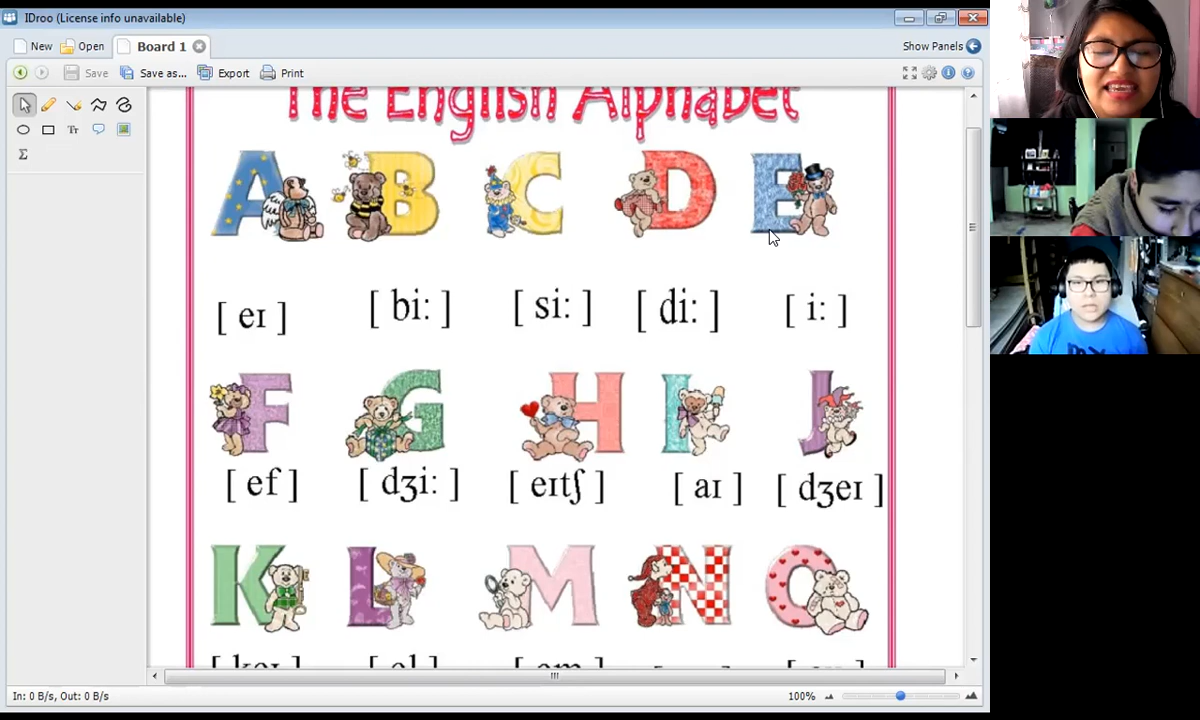 IDroo (License info unavailable)
New Open Board 1 Show Panels
Save Save as... Export Print
The English Alphabet
A B C D E
[ eɪ ] [ bi: ] [ si: ] [ di: ] [ i: ]
F G H I J
[ ef ] [ dʒi: ] [ eɪtʃ ] [ aɪ ] [ dʒeɪ ]
K L M N O
In: 0 B/s, Out: 0 B/s 100%